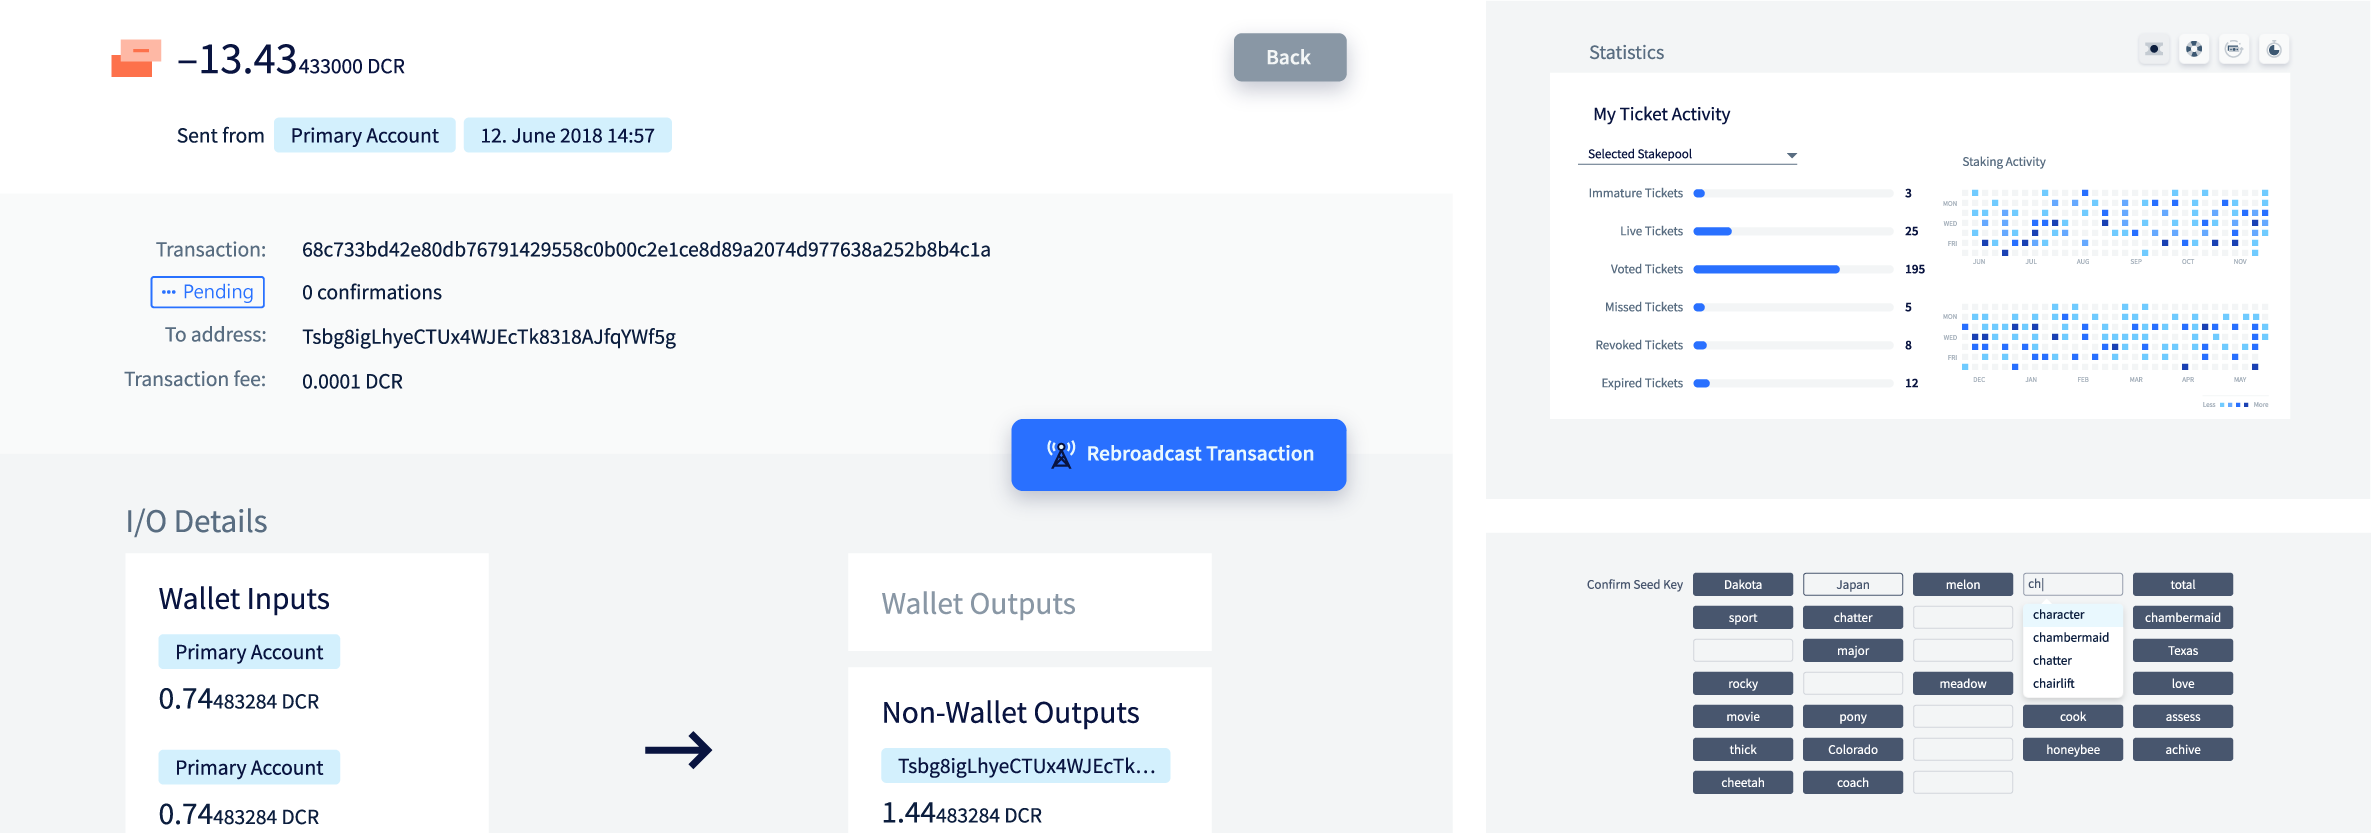 –13.43433000 DCR
Back
Sent from Primary Account 12. June 2018 14:57
Transaction: 68c733bd42e80db76791429558c0b00c2e1ce8d89a2074d977638a252b8b4c1a
Pending 0 confirmations
To address: Tsbg8igLhyeCTUx4WJEcTk8318AJfqYWf5g
Transaction fee: 0.0001 DCR
Rebroadcast Transaction
I/O Details
Wallet Inputs
Primary Account
0.74483284 DCR
Primary Account
0.74483284 DCR
Wallet Outputs
Non-Wallet Outputs
Tsbg8igLhyeCTUx4WJEcTk...
1.44483284 DCR
Statistics
My Ticket Activity
Selected Stakepool
Immature Tickets 3
Live Tickets 25
Voted Tickets 195
Missed Tickets 5
Revoked Tickets 8
Expired Tickets 12
Staking Activity
MON
WED
FRI
JUN JUL AUG SEP OCT NOV
MON
WED
FRI
DEC JAN FEB MAR APR MAY
Less More
Confirm Seed Key Dakota Japan melon ch total
sport chatter character chambermaid
chambermaid
major chatter Texas
rocky meadow chairlift love
movie pony cook assess
thick Colorado honeybee achive
cheetah coach